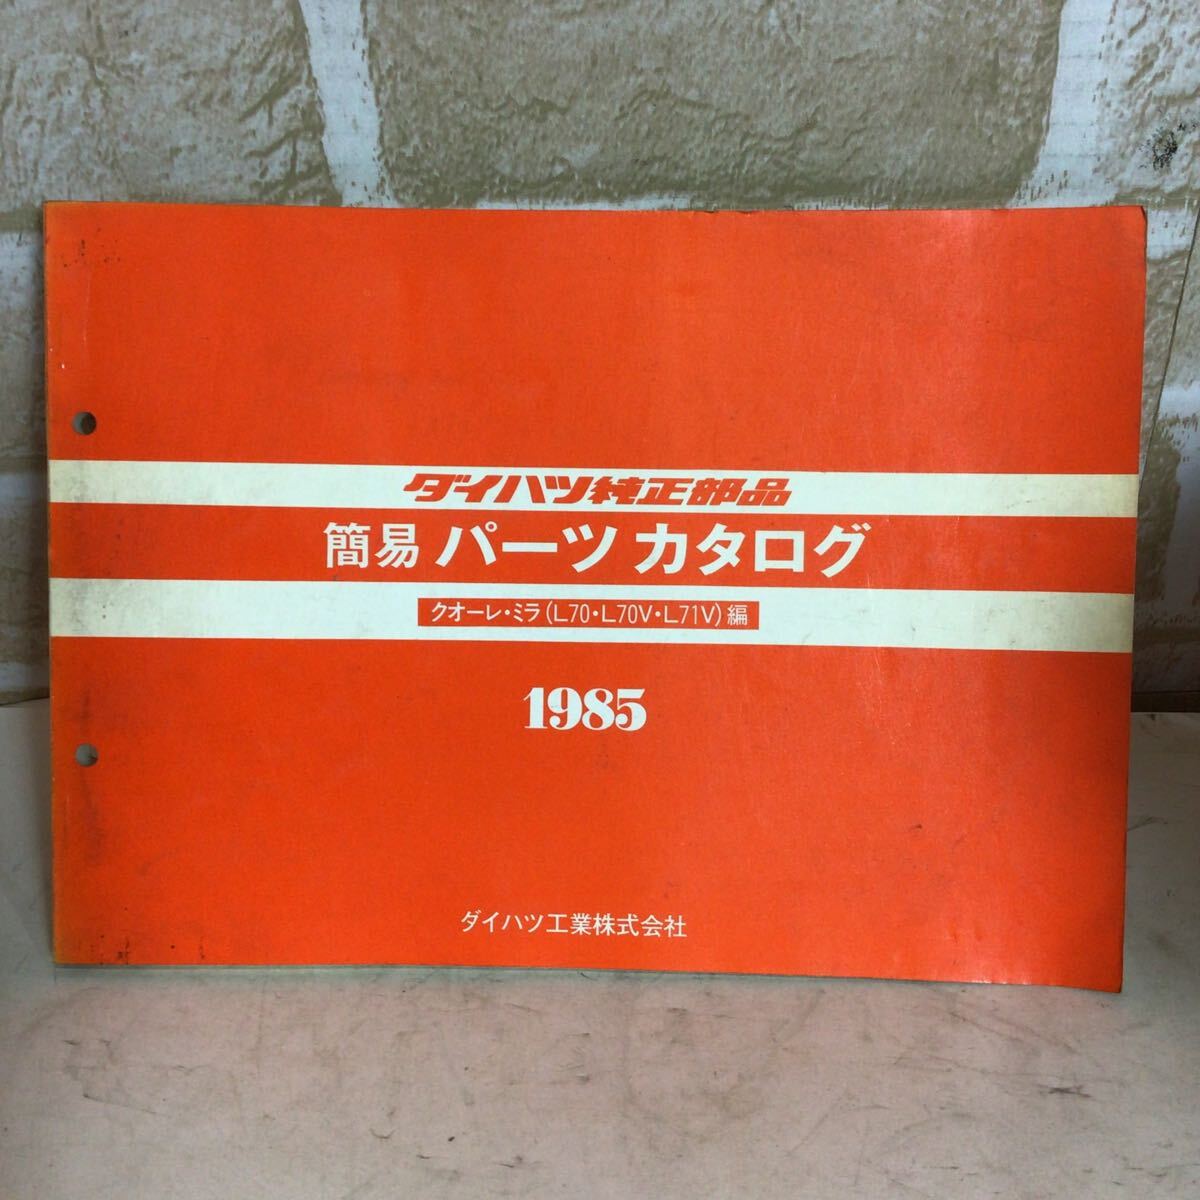 ダイハツ純正部品
簡易 パーツ カタログ
クオーレ・ミラ(L70・L70V・L71V)編
1985
ダイハツ工業株式会社